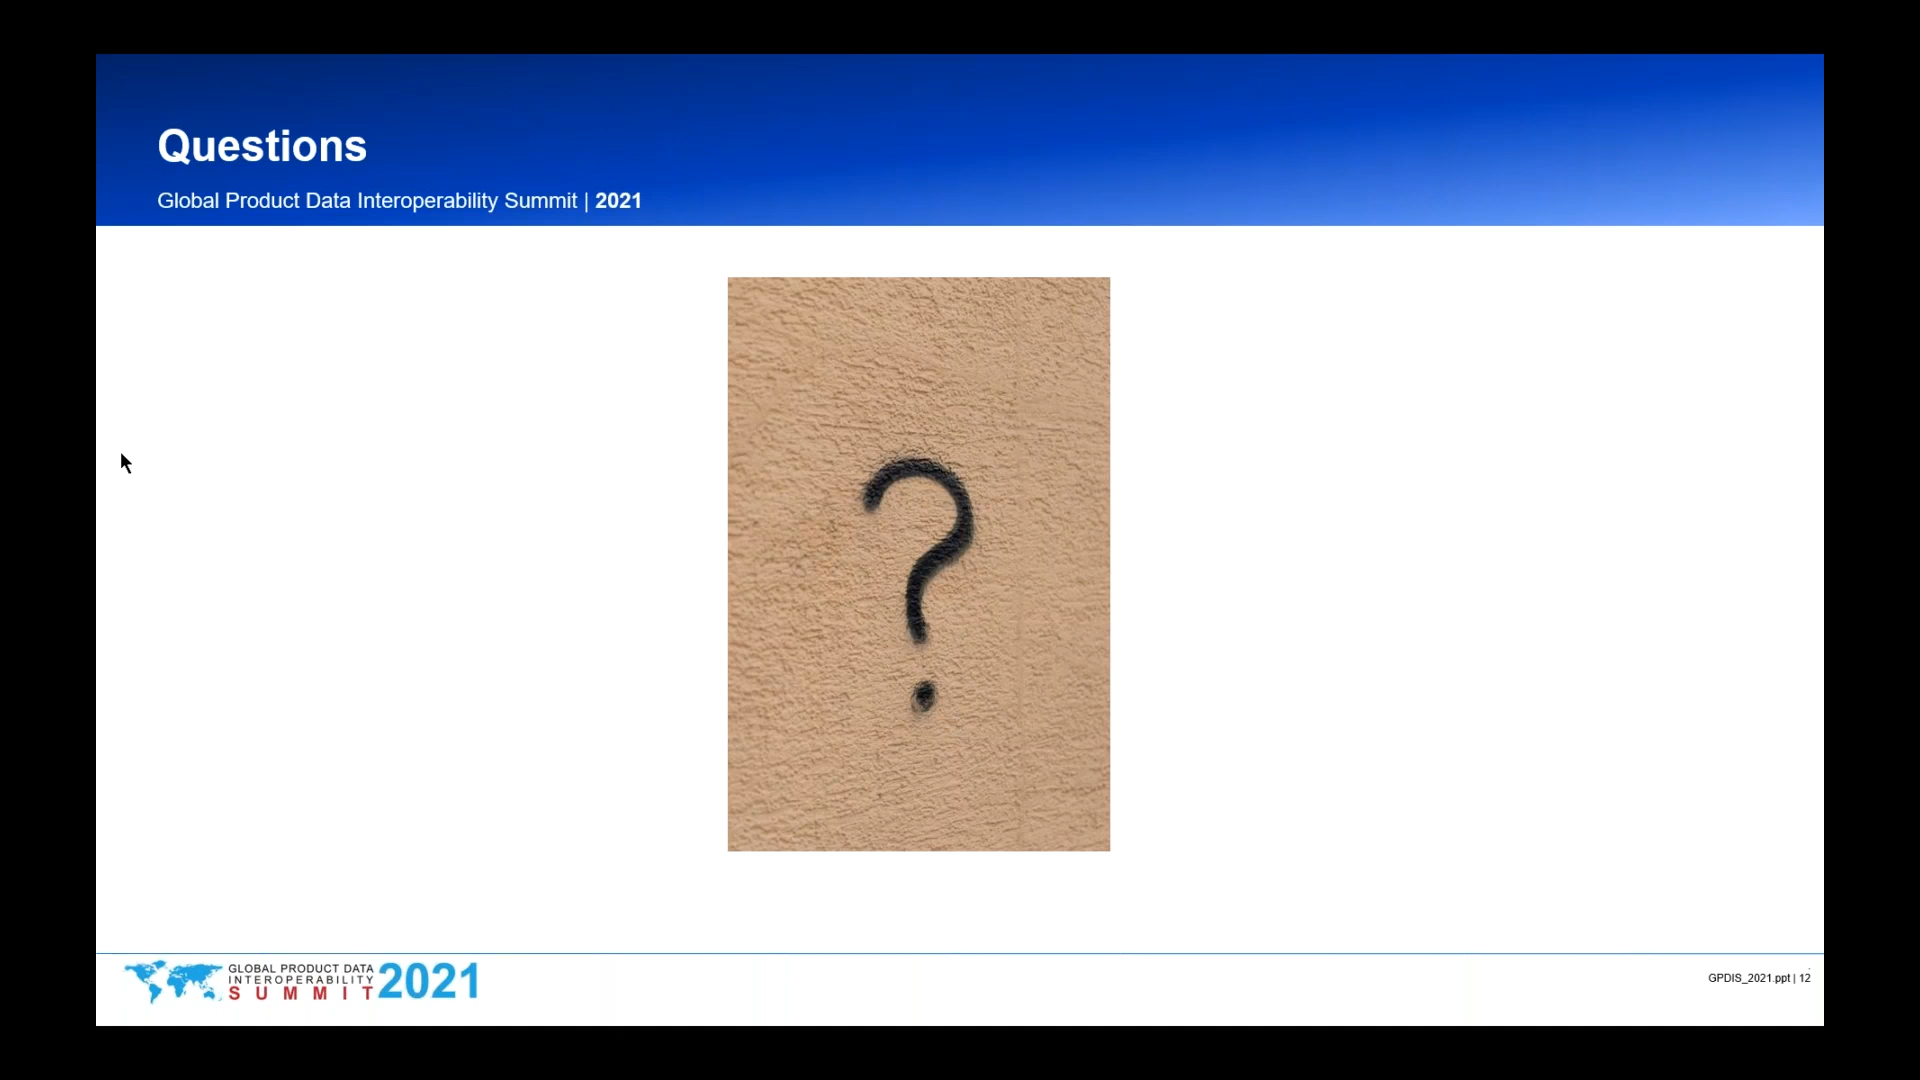 Questions
Global Product Data Interoperability Summit | 2021
?
GLOBAL PRODUCT DATA
INTEROPERABILITY
SUMMIT
2021
GPDIS_2021.ppt | 12